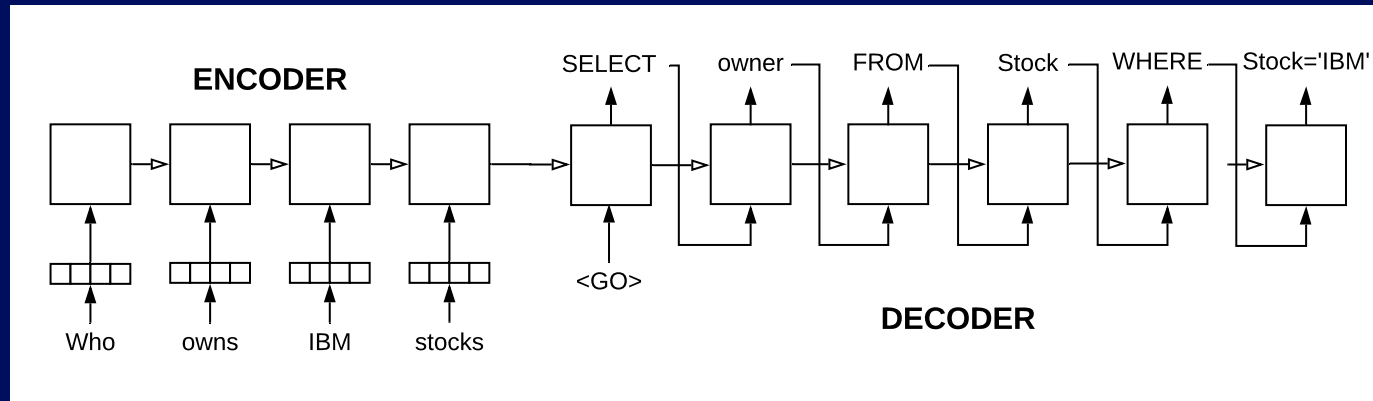 ENCODER
SELECT owner FROM Stock WHERE Stock='IBM'
<GO>
Who owns IBM stocks
DECODER